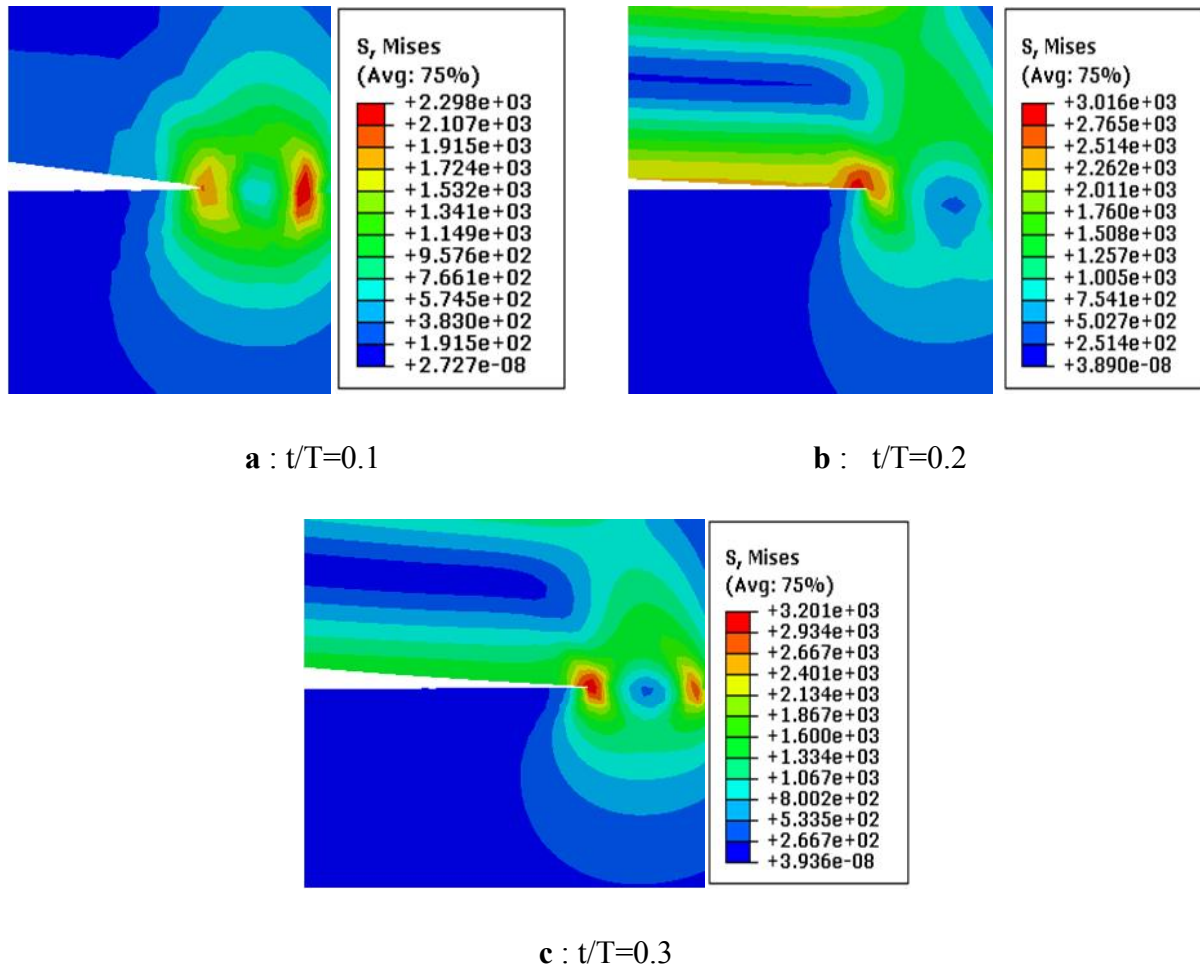 S, Mises
(Avg: 75%)
+2.298e+03
+2.107e+03
+1.915e+03
+1.724e+03
+1.532e+03
+1.341e+03
+1.149e+03
+9.576e+02
+7.661e+02
+5.745e+02
+3.830e+02
+1.915e+02
+2.727e-08
S, Mises
(Avg: 75%)
+3.016e+03
+2.765e+03
+2.514e+03
+2.262e+03
+2.011e+03
+1.760e+03
+1.508e+03
+1.257e+03
+1.005e+03
+7.541e+02
+5.027e+02
+2.514e+02
+3.890e-08
a : t/T=0.1
b : t/T=0.2
S, Mises
(Avg: 75%)
+3.201e+03
+2.934e+03
+2.667e+03
+2.401e+03
+2.134e+03
+1.867e+03
+1.600e+03
+1.334e+03
+1.067e+03
+8.002e+02
+5.335e+02
+2.667e+02
+3.936e-08
c : t/T=0.3